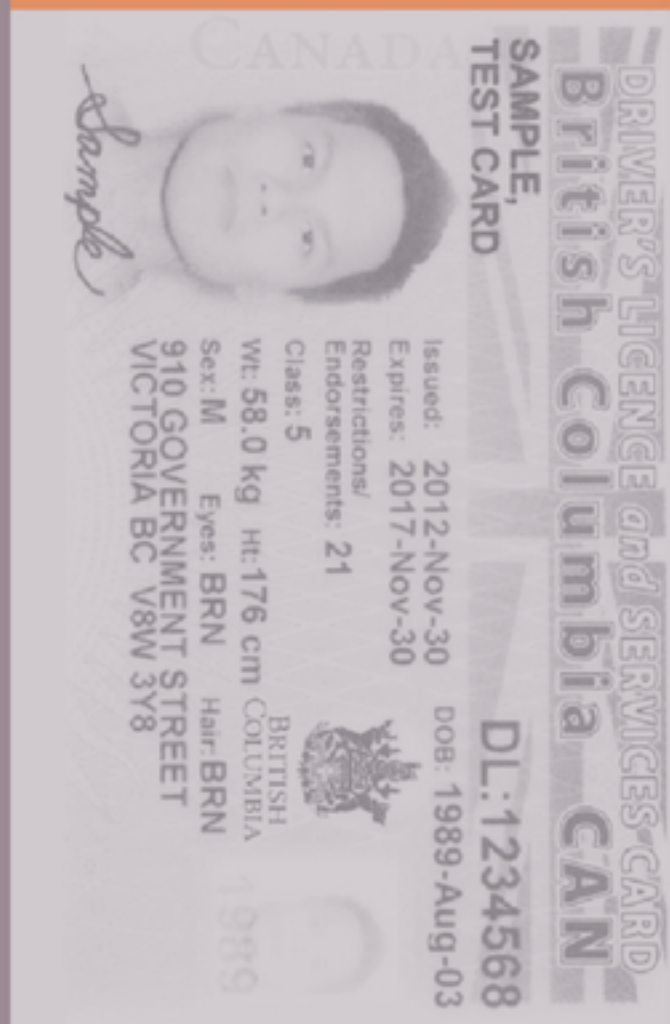 DRIVER'S LICENCE and SERVICES CARD
British Columbia CAN
CANADA
SAMPLE,
TEST CARD
DL:1234568
Issued: 2012-Nov-30 DOB: 1989-Aug-03
Expires: 2017-Nov-30
Restrictions/
Endorsements: 21
Class: 5
BRITISH
COLUMBIA
Wt: 58.0 kg Ht:176 cm
Sex: M Eyes: BRN Hair: BRN
910 GOVERNMENT STREET
VICTORIA BC V8W 3Y8
Sample
1989